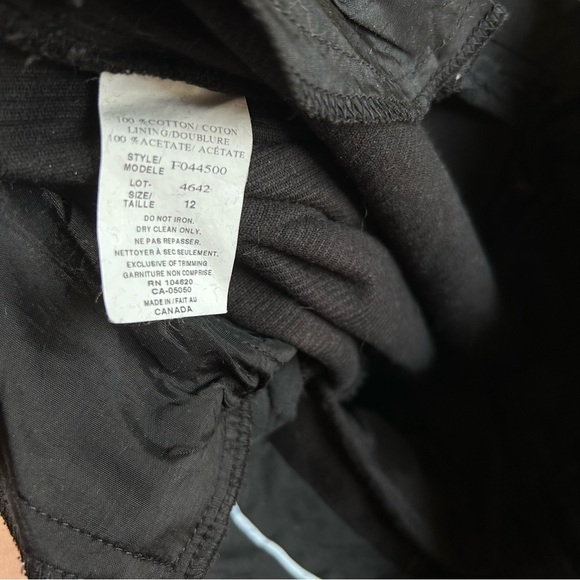 100 % COTTON/ COTON
LINING/DOUBLURE
100 % ACETATE/ ACÉTATE
STYLE/
MODELE F044500
LOT- 4642
SIZE/
TAILLE 12
DO NOT IRON.
DRY CLEAN ONLY.
NE PAS REPASSER.
NETTOYER À SEC SEULEMENT.
EXCLUSIVE OF TRIMMING
GARNITURE NON COMPRISE.
RN 104620
CA-05050
MADE IN / FAIT AU
CANADA